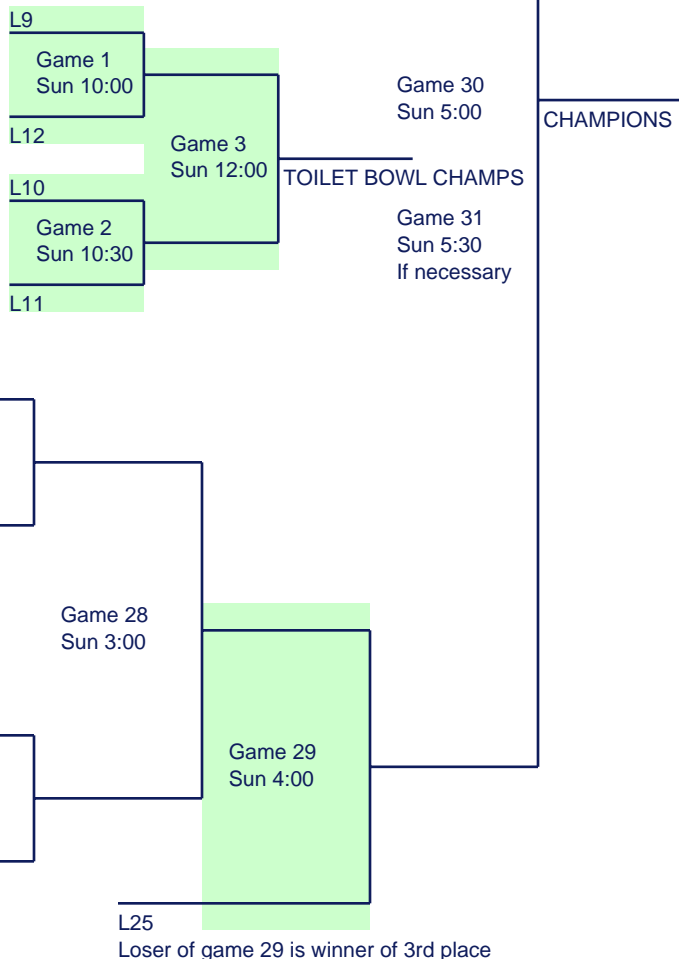 L9
Game 1
Sun 10:00
L12
Game 3
Sun 12:00
L10
Game 2
Sun 10:30
L11
TOILET BOWL CHAMPS
Game 30
Sun 5:00
CHAMPIONS
Game 31
Sun 5:30
If necessary
Game 28
Sun 3:00
Game 29
Sun 4:00
L25
Loser of game 29 is winner of 3rd place